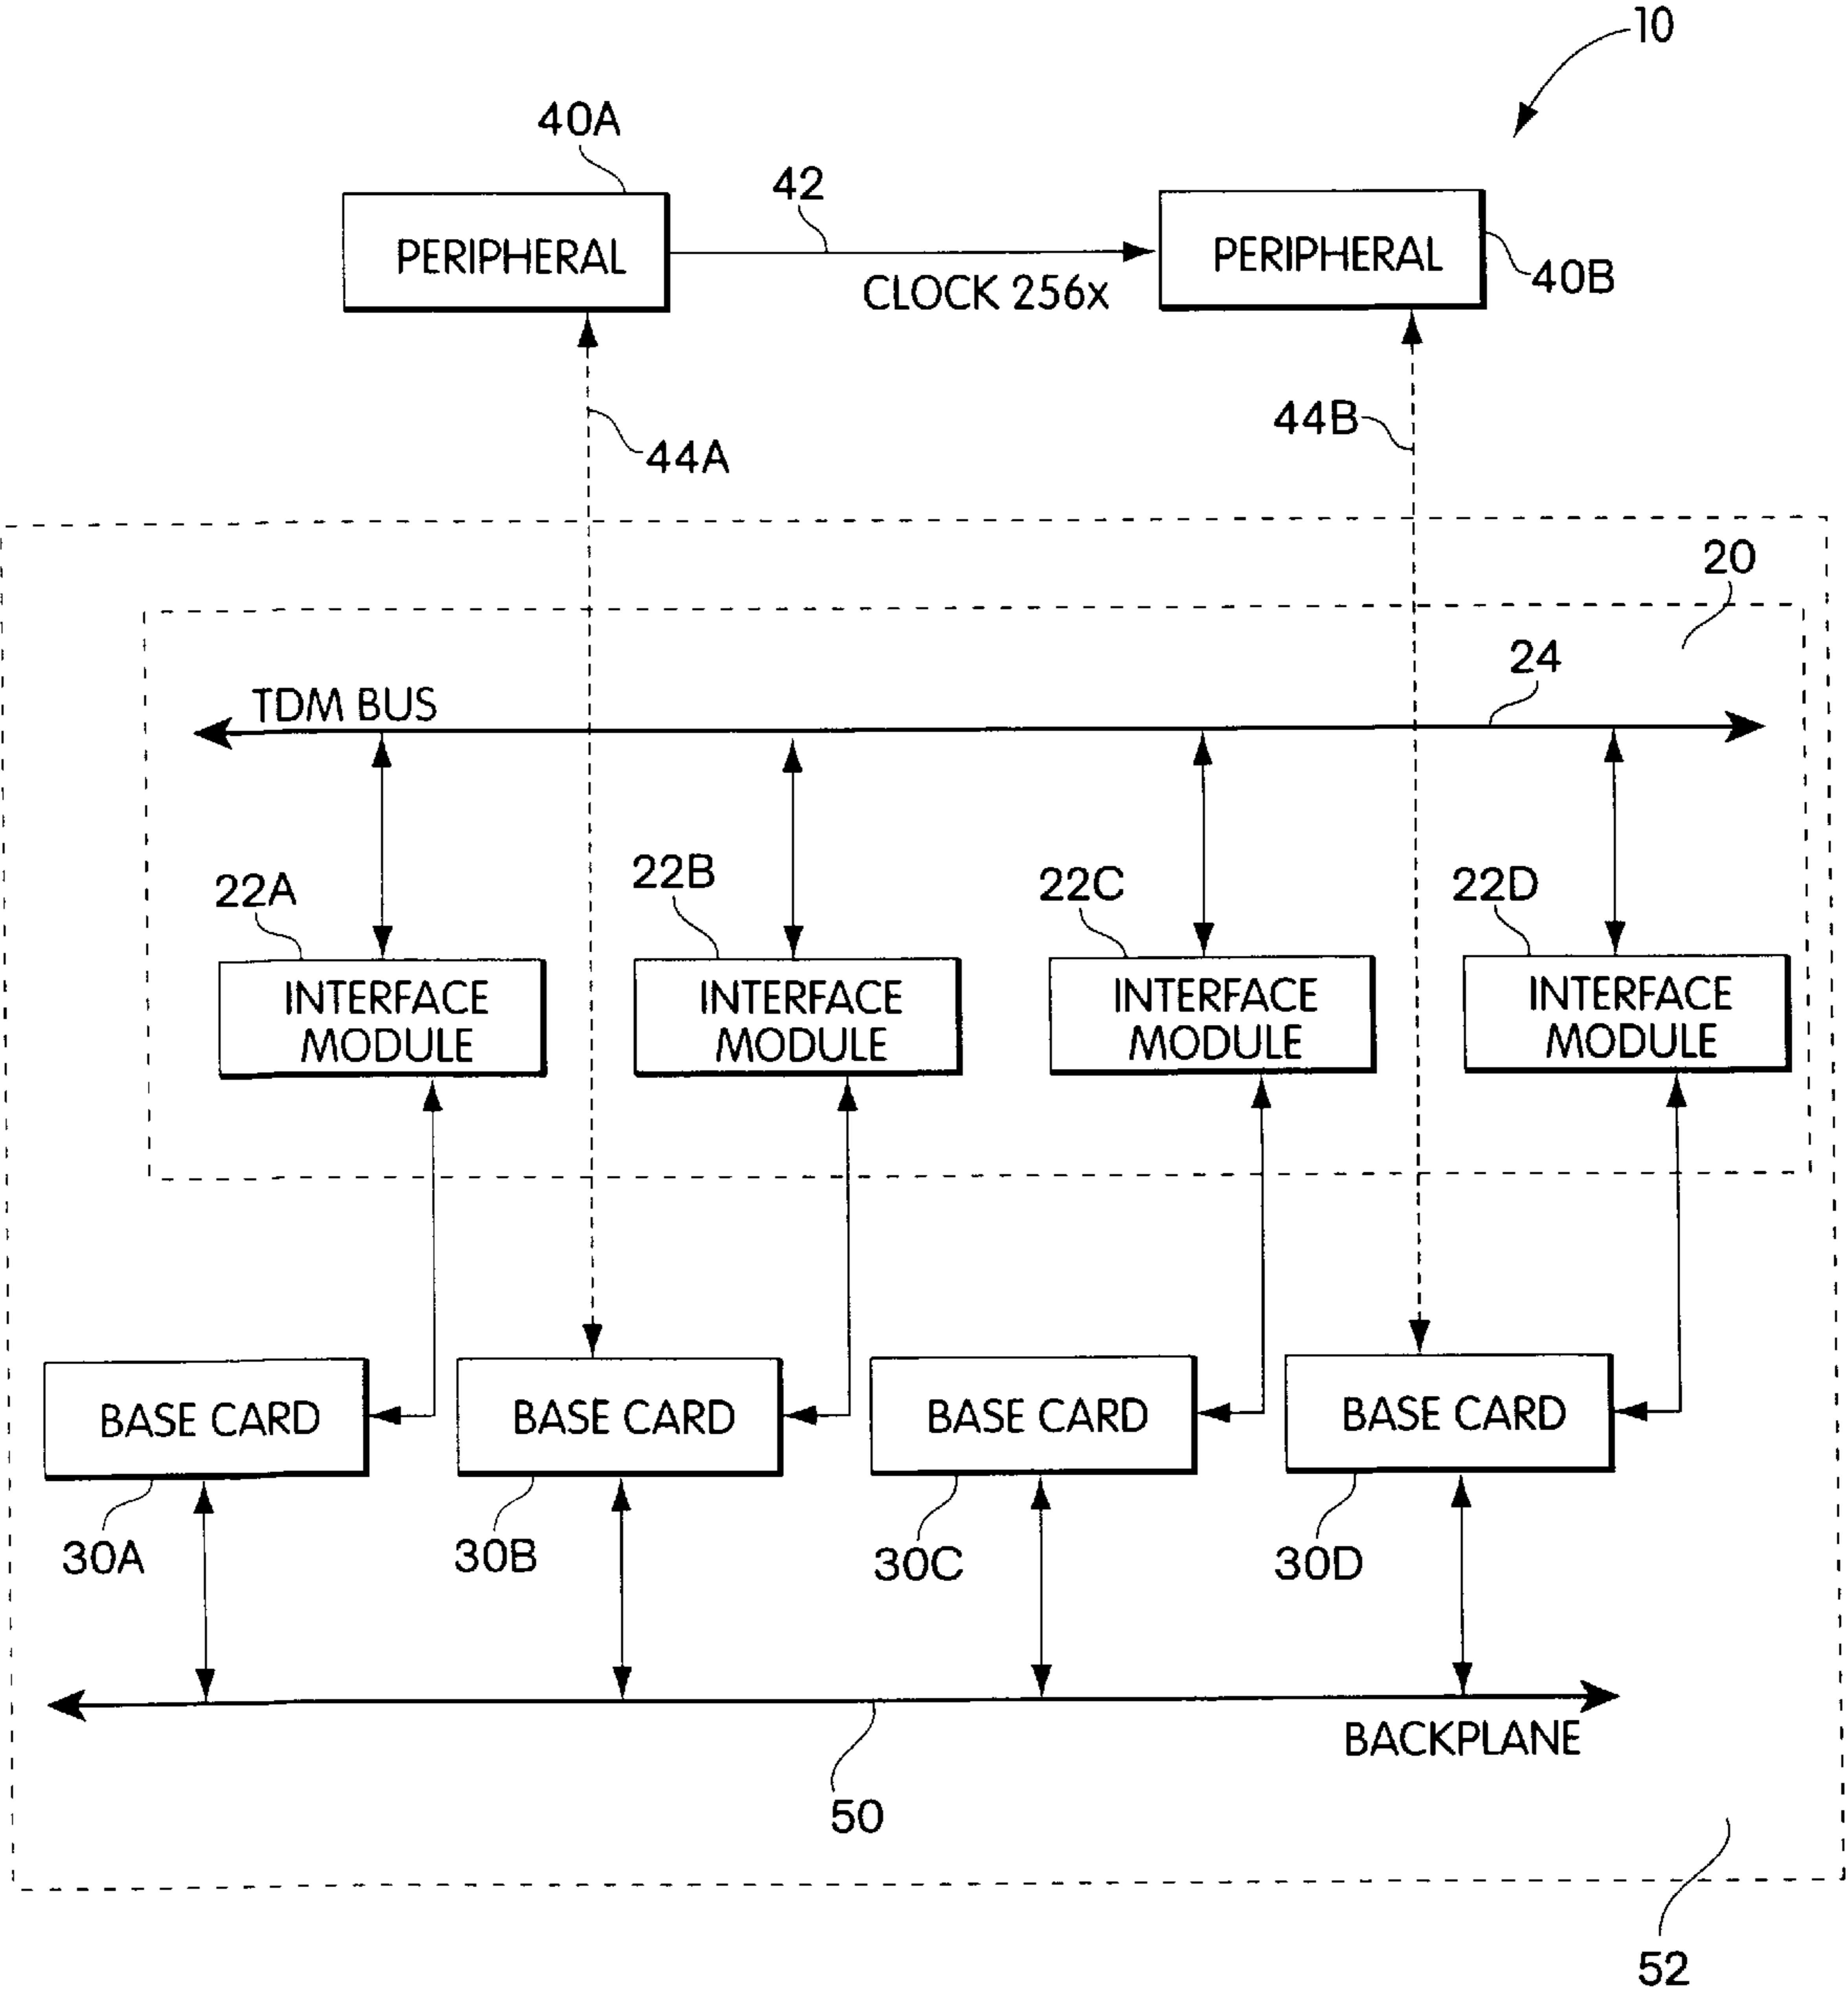 10
40A
42
PERIPHERAL
PERIPHERAL
CLOCK 256x
40B
44A
44B
20
24
TDM BUS
22A
22B
22C
22D
INTERFACE
MODULE
INTERFACE
MODULE
INTERFACE
MODULE
INTERFACE
MODULE
BASE CARD
BASE CARD
BASE CARD
BASE CARD
30A
30B
30C
30D
BACKPLANE
50
52